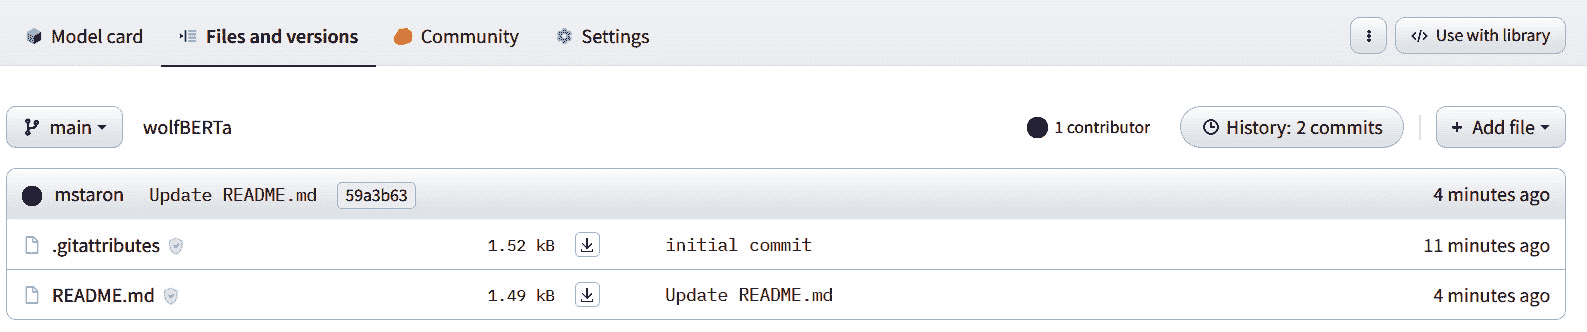 Model card Files and versions Community Settings Use with library
main wolfBERTa 1 contributor History: 2 commits + Add file
mstaron Update README.md 59a3b63 4 minutes ago
.gitattributes 1.52 kB initial commit 11 minutes ago
README.md 1.49 kB Update README.md 4 minutes ago